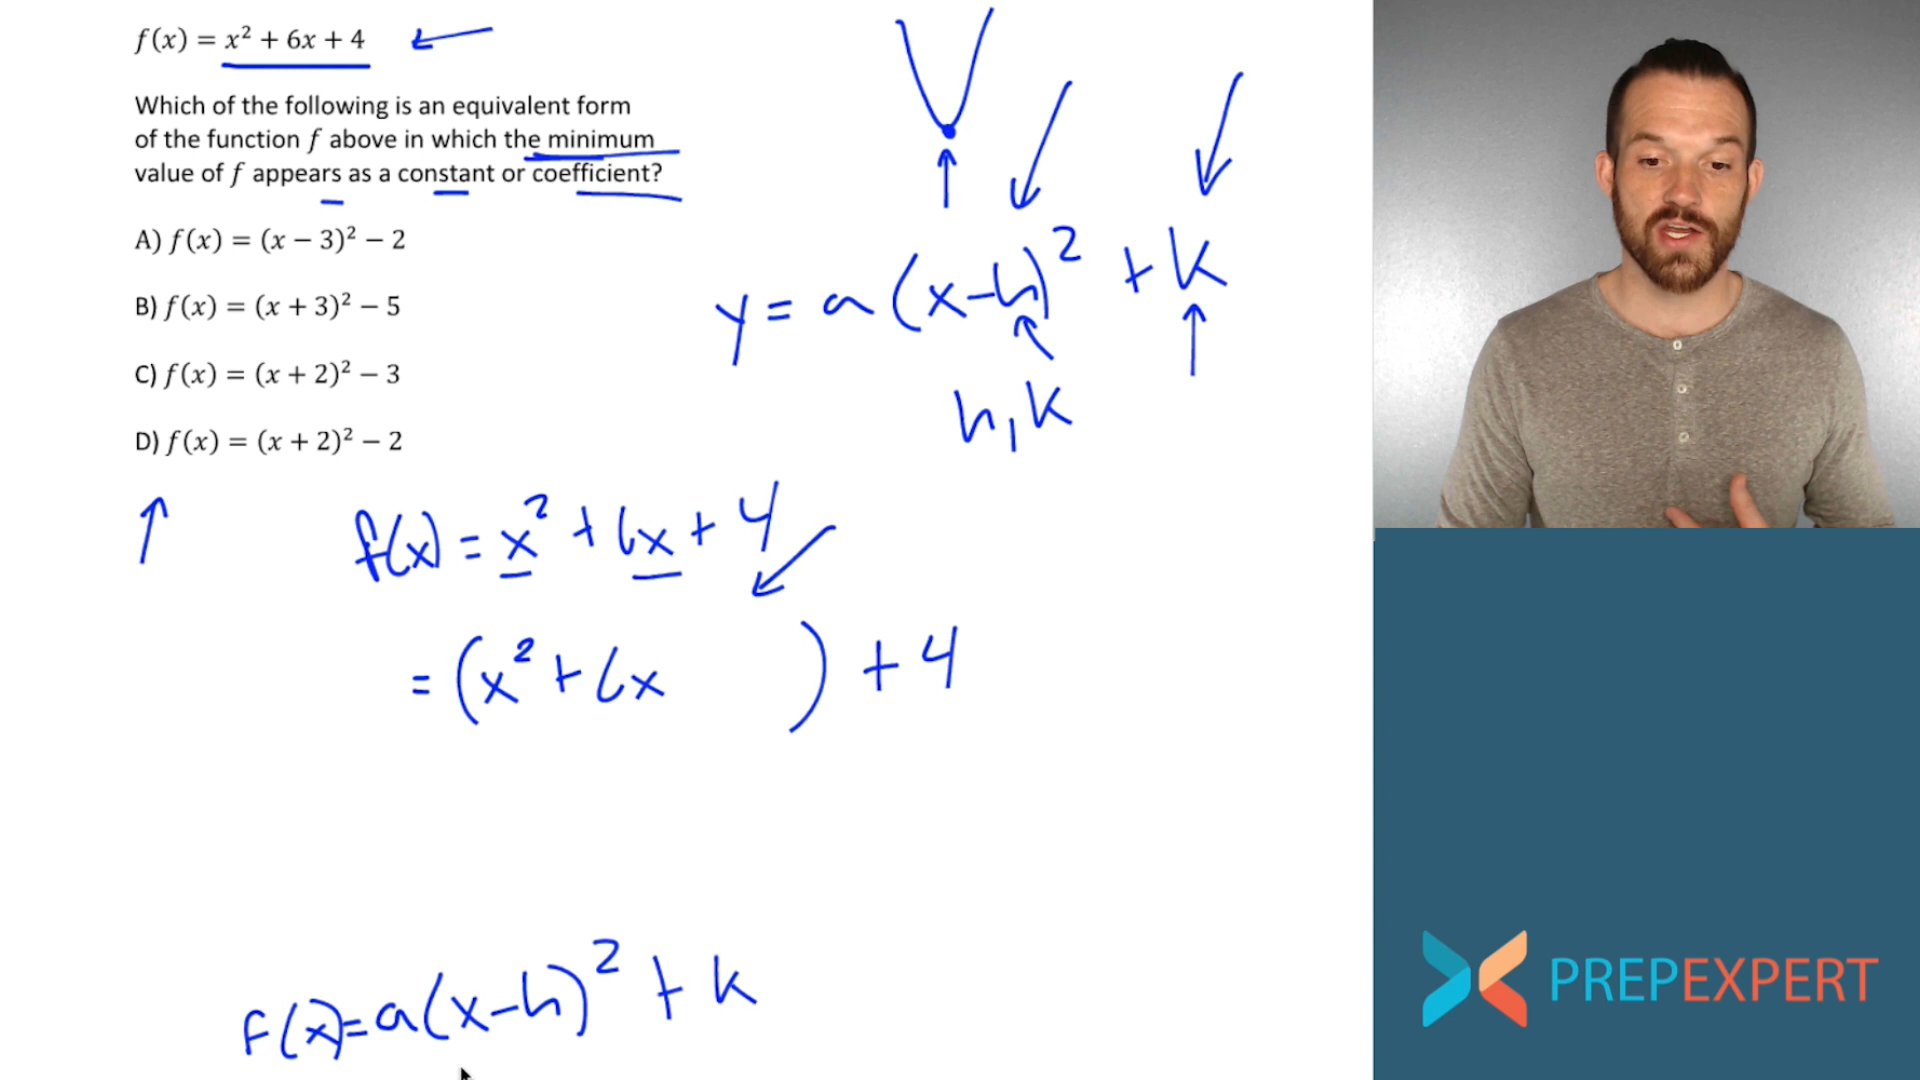 f(x) = x² + 6x + 4
Which of the following is an equivalent form
of the function f above in which the minimum
value of f appears as a constant or coefficient?
A) f(x) = (x − 3)² − 2
B) f(x) = (x + 3)² − 5
C) f(x) = (x + 2)² − 3
D) f(x) = (x + 2)² − 2
y = a(x-h)² + k
h,k
f(x) = x² + 6x + 4
= (x² + 6x ) + 4
f(x)=a(x-h)² + k
PREPEXPERT